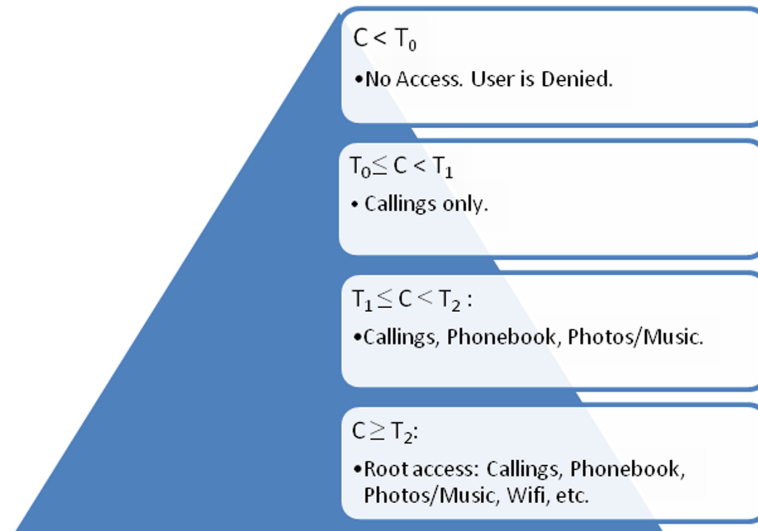 C < T₀
•No Access. User is Denied.
T₀≤ C < T₁
• Callings only.
T₁≤ C < T₂ :
•Callings, Phonebook, Photos/Music.
C ≥ T₂:
•Root access: Callings, Phonebook,
Photos/Music, Wifi, etc.